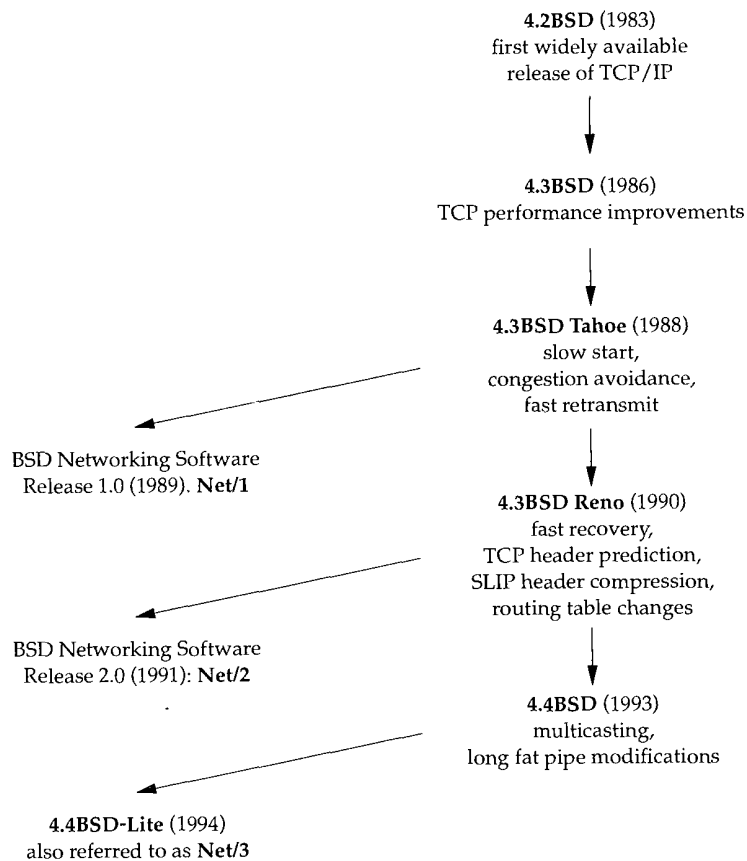 4.2BSD (1983)
first widely available
release of TCP/IP
4.3BSD (1986)
TCP performance improvements
4.3BSD Tahoe (1988)
slow start,
congestion avoidance,
fast retransmit
BSD Networking Software
Release 1.0 (1989). Net/1
4.3BSD Reno (1990)
fast recovery,
TCP header prediction,
SLIP header compression,
routing table changes
BSD Networking Software
Release 2.0 (1991): Net/2
4.4BSD (1993)
multicasting,
long fat pipe modifications
4.4BSD-Lite (1994)
also referred to as Net/3